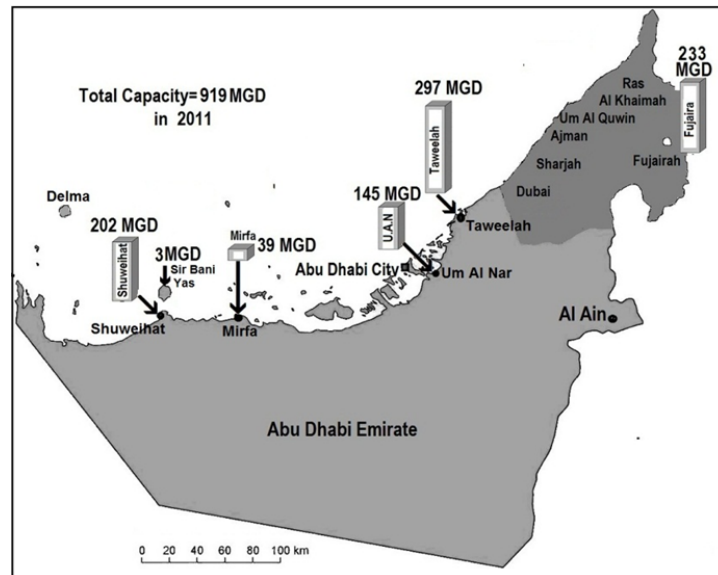 Total Capacity=919MGD
in 2011
233
MGD
Fujaira
297 MGD
Taweelah
Ras
Al Khaimah
Um Al Quwin
Ajman
Sharjah
Fujairah
Dubai
Delma
145 MGD
U.A.N
Taweelah
202 MGD
Shuweihat
3MGD
Sir Bani
Yas
Mirfa
39 MGD
Abu Dhabi City
Um Al Nar
Shuweihat
Mirfa
Al Ain
Abu Dhabi Emirate
0 20 40 60 80 100 km